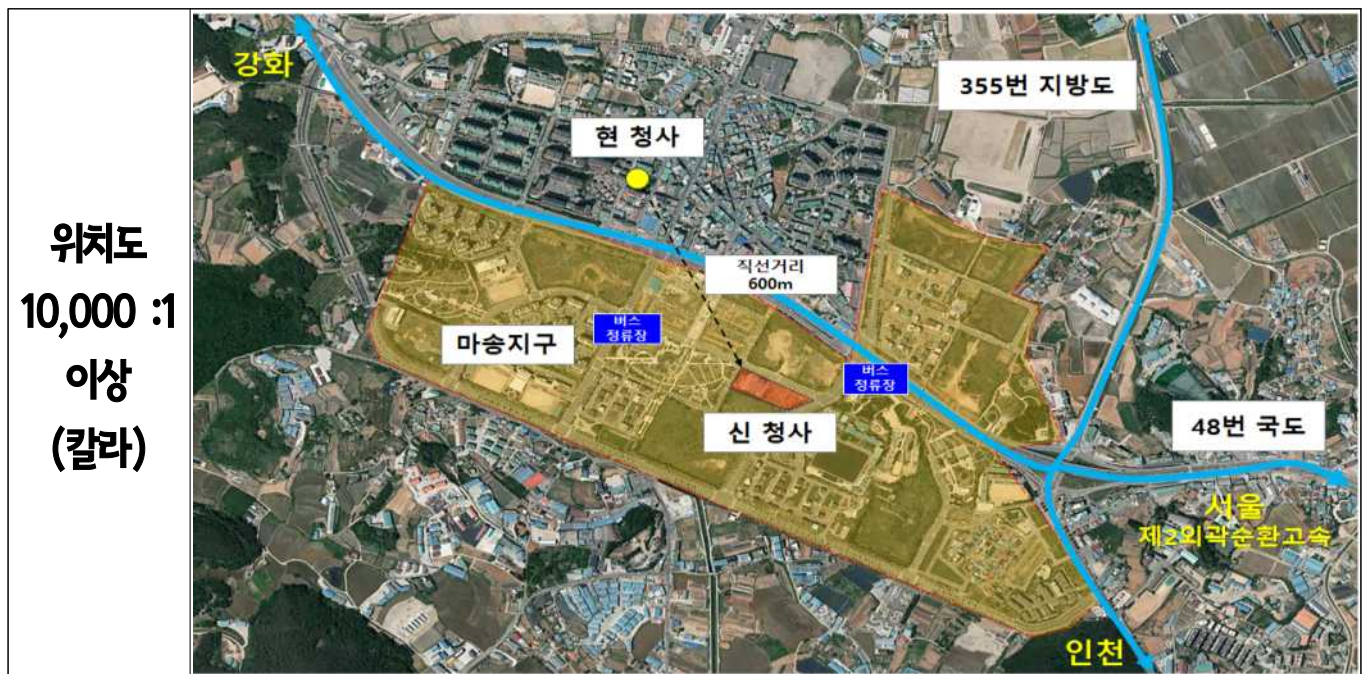 위치도
10,000 :1
이상
(칼라)
강화
355번 지방도
현 청사
직선거리
600m
버스
정류장
마송지구
버스
정류장
신 청사
48번 국도
서울
제2외곽순환고속
인천